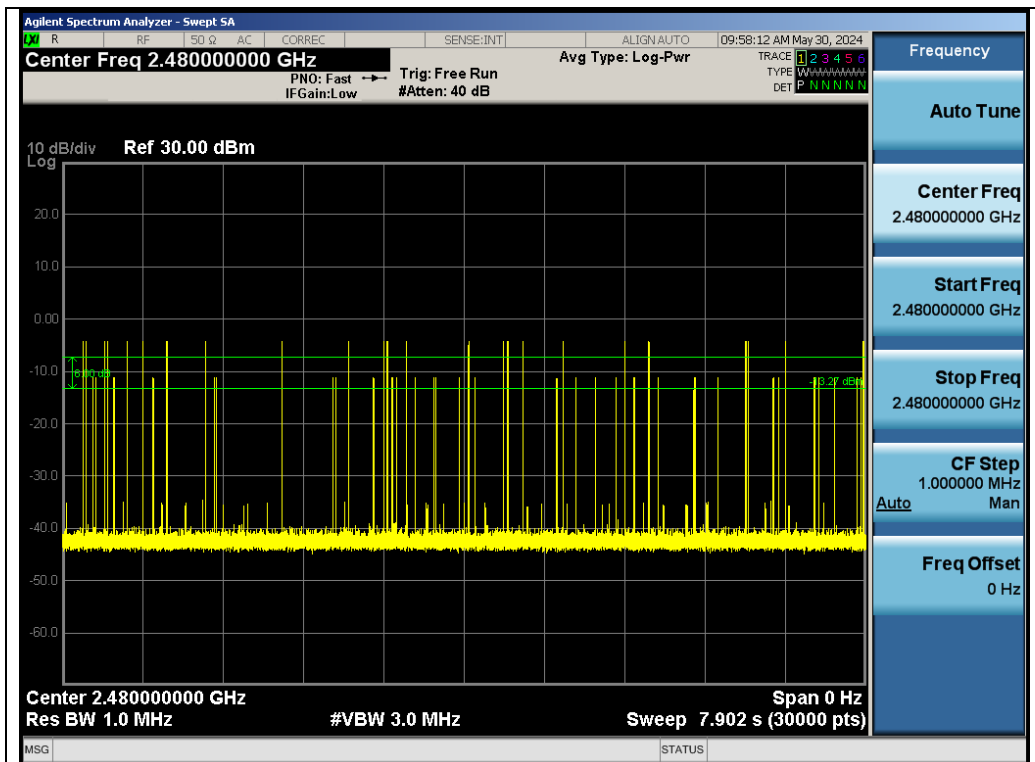 Agilent Spectrum Analyzer - Swept SA
LXI R RF 50 Ω AC CORREC SENSE:INT ALIGN AUTO 09:58:12 AM May 30, 2024
Center Freq 2.480000000 GHz
PNO: Fast
IFGain:Low
Trig: Free Run
#Atten: 40 dB
Avg Type: Log-Pwr
TRACE 1 2 3 4 5 6
TYPE WWWWWW
DET P N N N N N
10 dB/div Ref 30.00 dBm
Log
20.0
10.0
0.00
-10.0
6.00 dB
-13.27 dBm
-20.0
-30.0
-40.0
-50.0
-60.0
Center 2.480000000 GHz Span 0 Hz
Res BW 1.0 MHz #VBW 3.0 MHz Sweep 7.902 s (30000 pts)
MSG STATUS
Frequency
Auto Tune
Center Freq
2.480000000 GHz
Start Freq
2.480000000 GHz
Stop Freq
2.480000000 GHz
CF Step
1.000000 MHz
Auto Man
Freq Offset
0 Hz